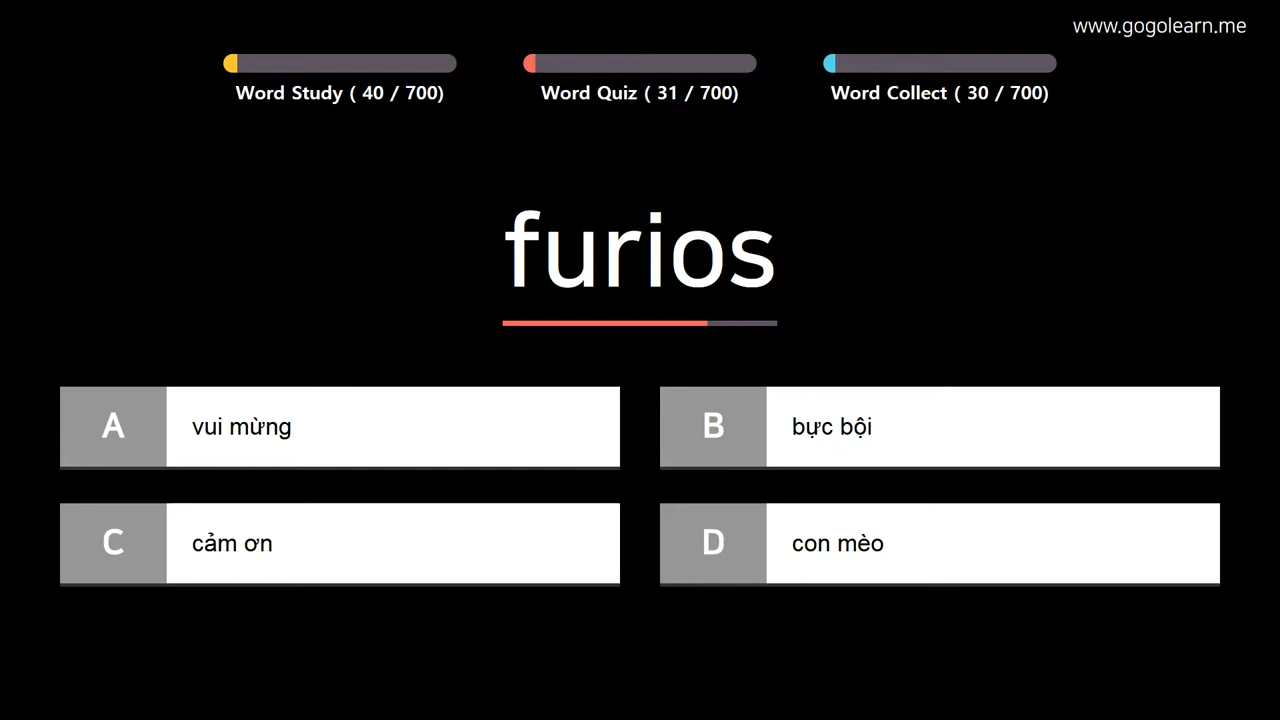 www.gogolearn.me
Word Study ( 40 / 700)
Word Quiz ( 31 / 700)
Word Collect ( 30 / 700)
furios
A vui mừng
B bực bội
C cảm ơn
D con mèo